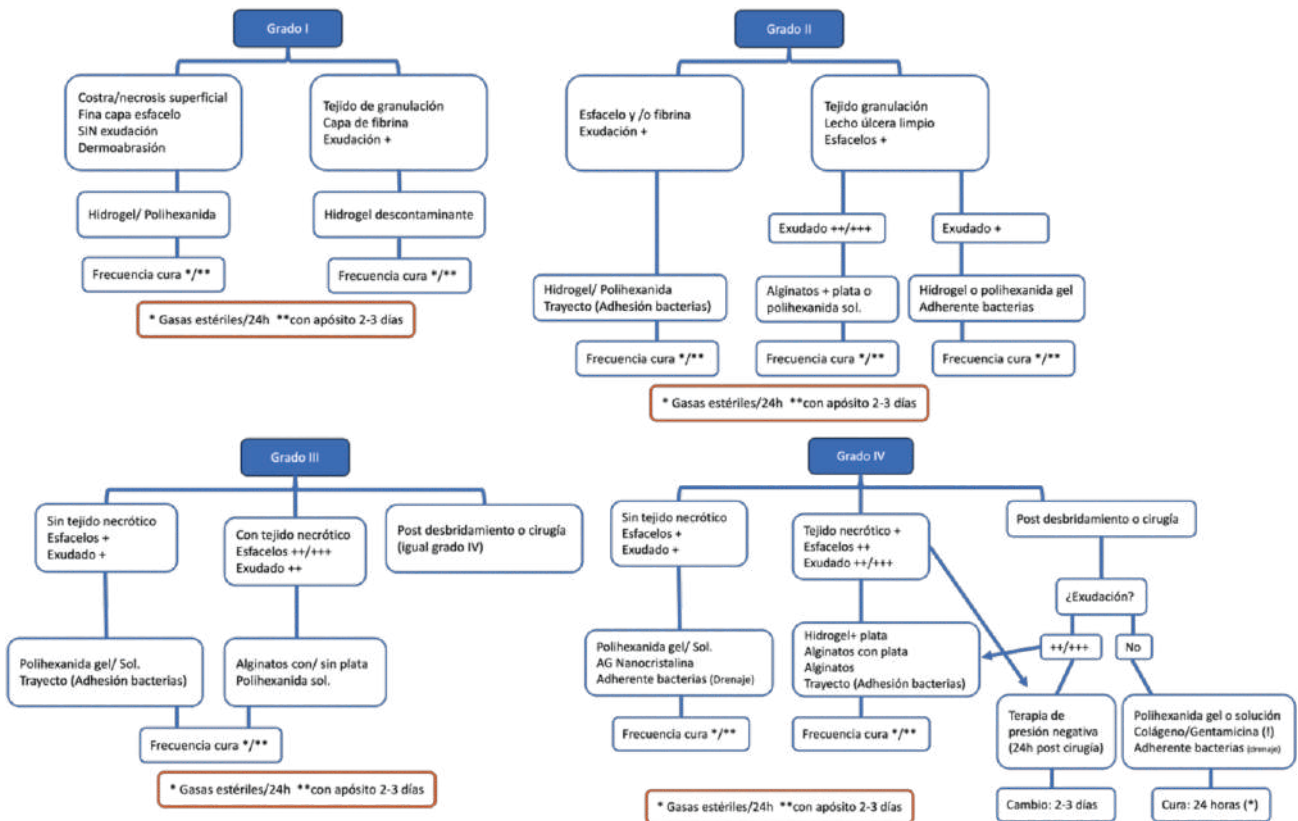 Grado I
Costra/necrosis superficial
Fina capa esfacelo
SIN exudación
Dermoabrasión
Tejido de granulación
Capa de fibrina
Exudación +
Hidrogel/ Polihexanida
Hidrogel descontaminante
Frecuencia cura */**
Frecuencia cura */**
* Gasas estériles/24h **con apósito 2-3 días
Grado II
Esfacelo y /o fibrina
Exudación +
Tejido granulación
Lecho úlcera limpio
Esfacelos +
Exudado ++/+++
Exudado +
Hidrogel/ Polihexanida
Trayecto (Adhesión bacterias)
Alginatos + plata o
polihexanida sol.
Hidrogel o polihexanida gel
Adherente bacterias
Frecuencia cura */**
Frecuencia cura */**
Frecuencia cura */**
* Gasas estériles/24h **con apósito 2-3 días
Grado III
Sin tejido necrótico
Esfacelos +
Exudado +
Con tejido necrótico
Esfacelos ++/+++
Exudado ++
Post desbridamiento o cirugía
(igual grado IV)
Polihexanida gel/ Sol.
Trayecto (Adhesión bacterias)
Alginatos con/ sin plata
Polihexanida sol.
Frecuencia cura */**
* Gasas estériles/24h **con apósito 2-3 días
Grado IV
Sin tejido necrótico
Esfacelos +
Exudado +
Tejido necrótico +
Esfacelos ++
Exudado ++/+++
Post desbridamiento o cirugía
¿Exudación?
++/+++
No
Polihexanida gel/ Sol.
AG Nanocristalina
Adherente bacterias (Drenaje)
Hidrogel+ plata
Alginatos con plata
Alginatos
Trayecto (Adhesión bacterias)
Terapia de
presión negativa
(24h post cirugía)
Polihexanida gel o solución
Colágeno/Gentamicina (!)
Adherente bacterias (drenaje)
Frecuencia cura */**
Frecuencia cura */**
Cambio: 2-3 días
Cura: 24 horas (*)
* Gasas estériles/24h **con apósito 2-3 días